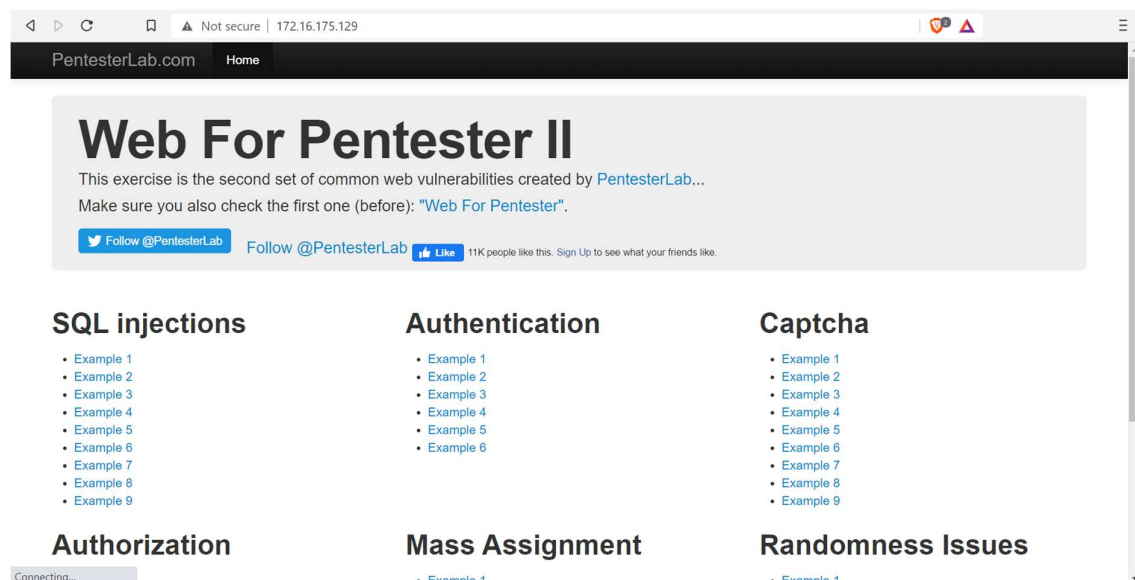 Not secure | 172.16.175.129
2
PentesterLab.com Home
Web For Pentester II
This exercise is the second set of common web vulnerabilities created by PentesterLab...
Make sure you also check the first one (before): "Web For Pentester".
Follow @PentesterLab Follow @PentesterLab Like 11K people like this. Sign Up to see what your friends like.
SQL injections
• Example 1
• Example 2
• Example 3
• Example 4
• Example 5
• Example 6
• Example 7
• Example 8
• Example 9
Authentication
• Example 1
• Example 2
• Example 3
• Example 4
• Example 5
• Example 6
Captcha
• Example 1
• Example 2
• Example 3
• Example 4
• Example 5
• Example 6
• Example 7
• Example 8
• Example 9
Authorization
Mass Assignment
• Example 1
Randomness Issues
• Example 1
Connecting...